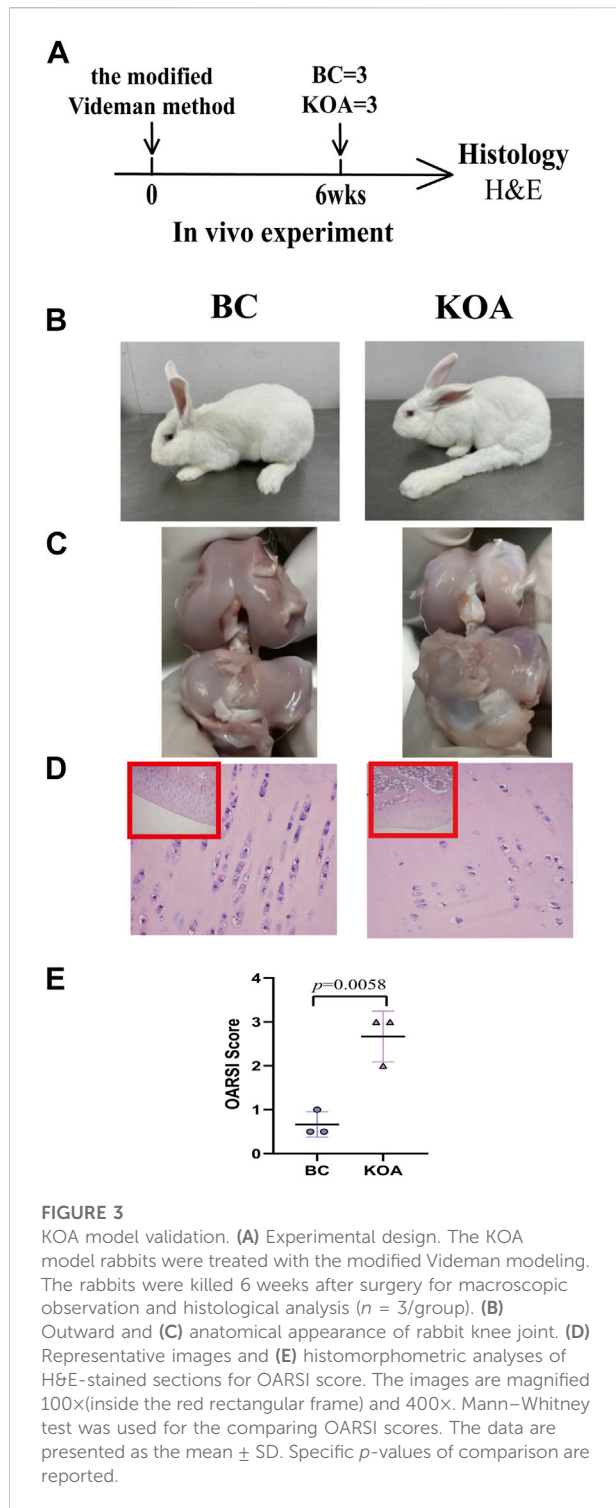 A
the modified
Videman method
BC=3
KOA=3
0
6wks
Histology
H&E
In vivo experiment
B
BC
KOA
C
D
E
OARSI Score
4
3
2
1
0
p=0.0058
BC
KOA
FIGURE 3
KOA model validation. (A) Experimental design. The KOA
model rabbits were treated with the modified Videman modeling.
The rabbits were killed 6 weeks after surgery for macroscopic
observation and histological analysis (n = 3/group). (B)
Outward and (C) anatomical appearance of rabbit knee joint. (D)
Representative images and (E) histomorphometric analyses of
H&E-stained sections for OARSI score. The images are magnified
100×(inside the red rectangular frame) and 400×. Mann–Whitney
test was used for the comparing OARSI scores. The data are
presented as the mean ± SD. Specific p-values of comparison are
reported.